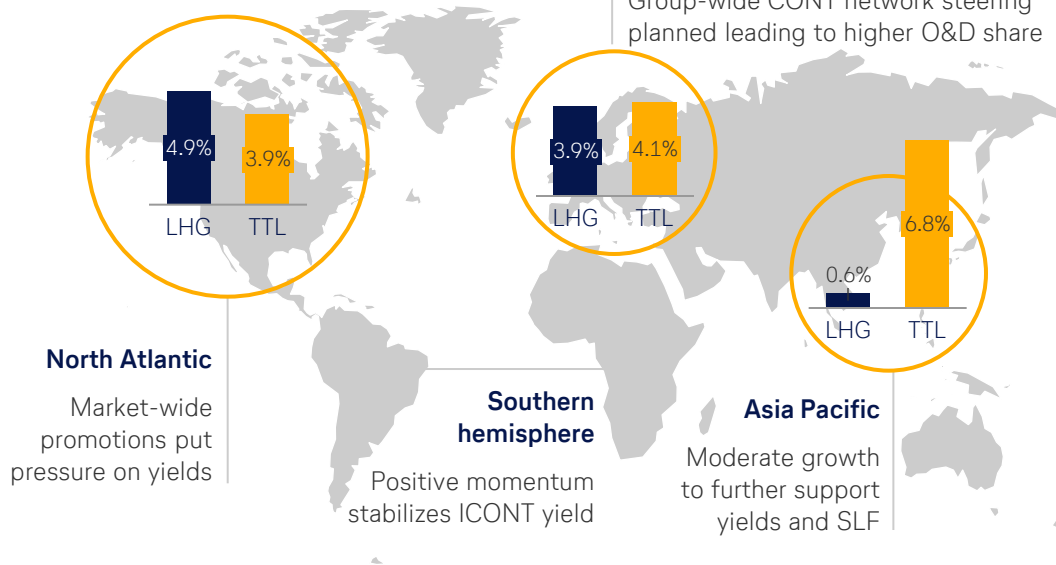 Group-wide CONT network steering
planned leading to higher O&D share
4.9%
3.9%
LHG
TTL
3.9%
4.1%
LHG
TTL
0.6%
6.8%
LHG
TTL
North Atlantic
Market-wide
promotions put
pressure on yields
Southern
hemisphere
Positive momentum
stabilizes ICONT yield
Asia Pacific
Moderate growth
to further support
yields and SLF